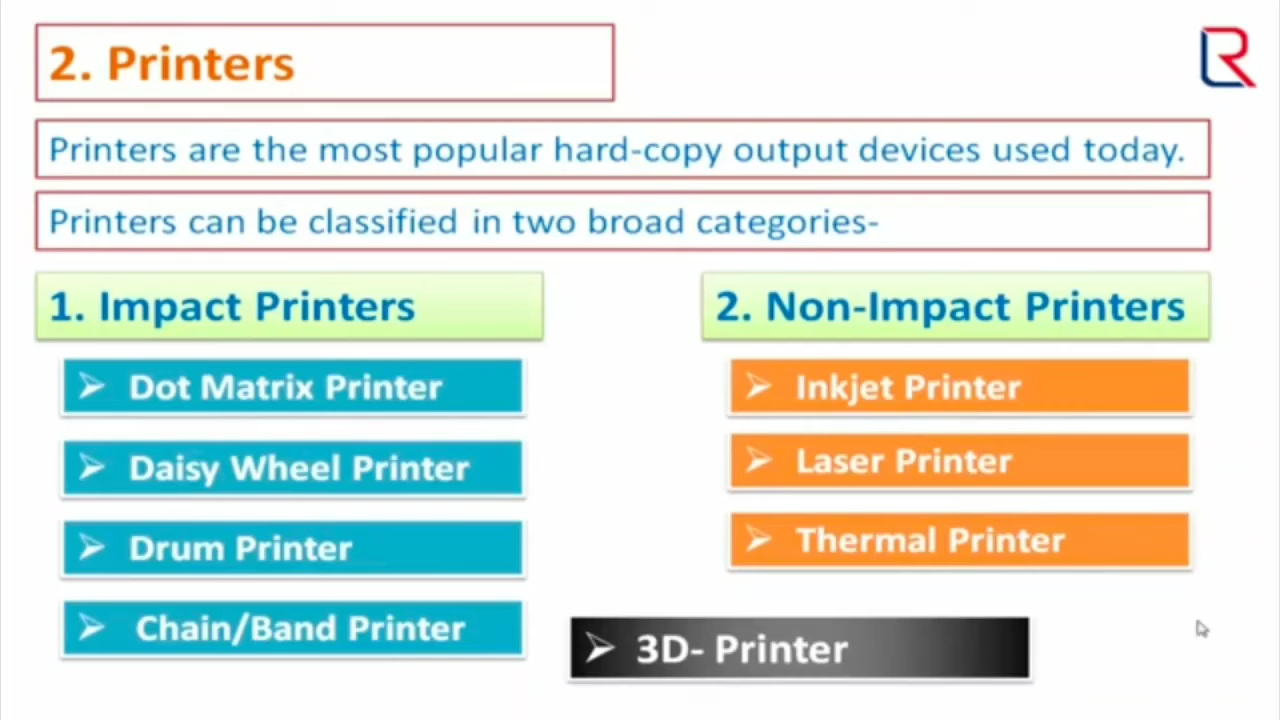 2. Printers
Printers are the most popular hard-copy output devices used today.
Printers can be classified in two broad categories-
1. Impact Printers
Dot Matrix Printer
Daisy Wheel Printer
Drum Printer
Chain/Band Printer
2. Non-Impact Printers
Inkjet Printer
Laser Printer
Thermal Printer
3D- Printer